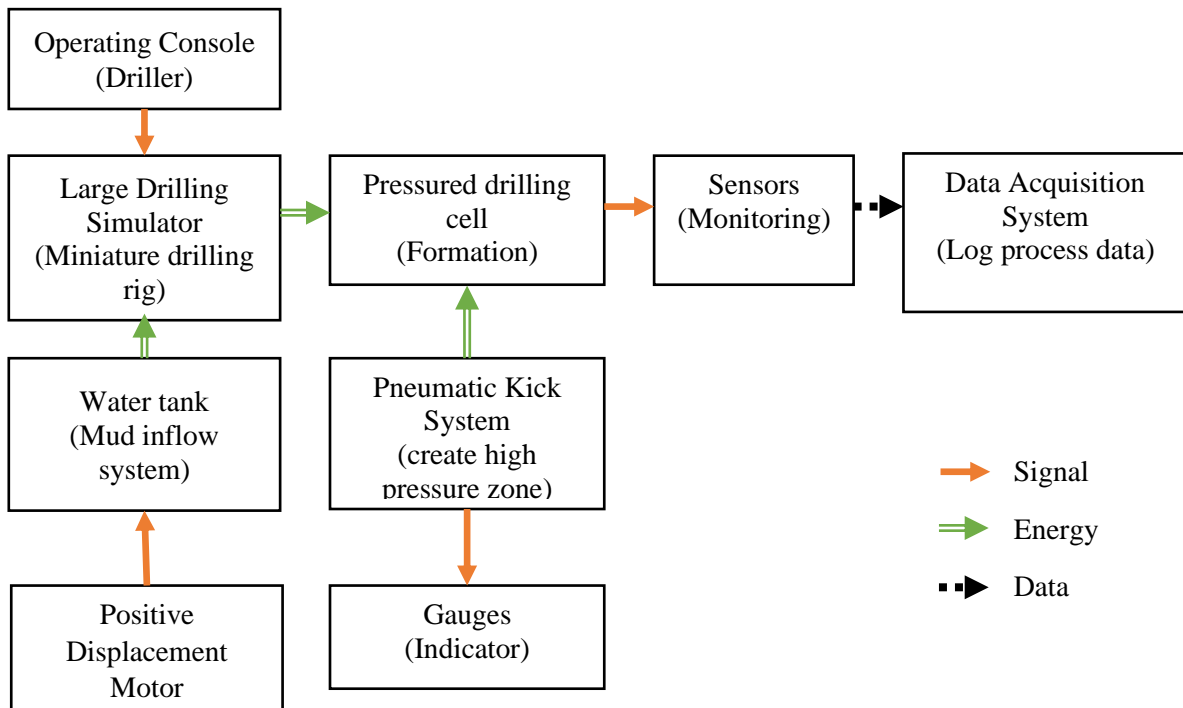 Operating Console
(Driller)
Large Drilling
Simulator
(Miniature drilling
rig)
Pressured drilling
cell
(Formation)
Sensors
(Monitoring)
Data Acquisition
System
(Log process data)
Water tank
(Mud inflow
system)
Pneumatic Kick
System
(create high
pressure zone)
Signal
Energy
Data
Positive
Displacement
Motor
Gauges
(Indicator)